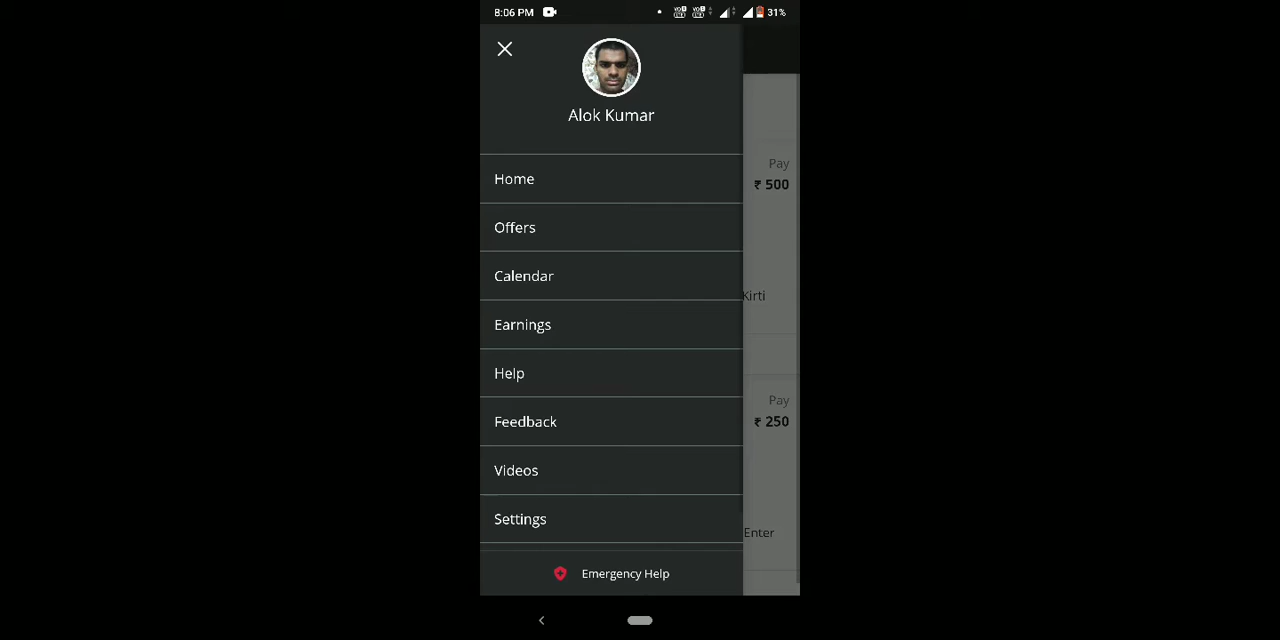 8:06 PM
31%
Alok Kumar
Home
Offers
Calendar
Earnings
Help
Feedback
Videos
Settings
Emergency Help
Pay
₹ 500
Kirti
Pay
₹ 250
Enter